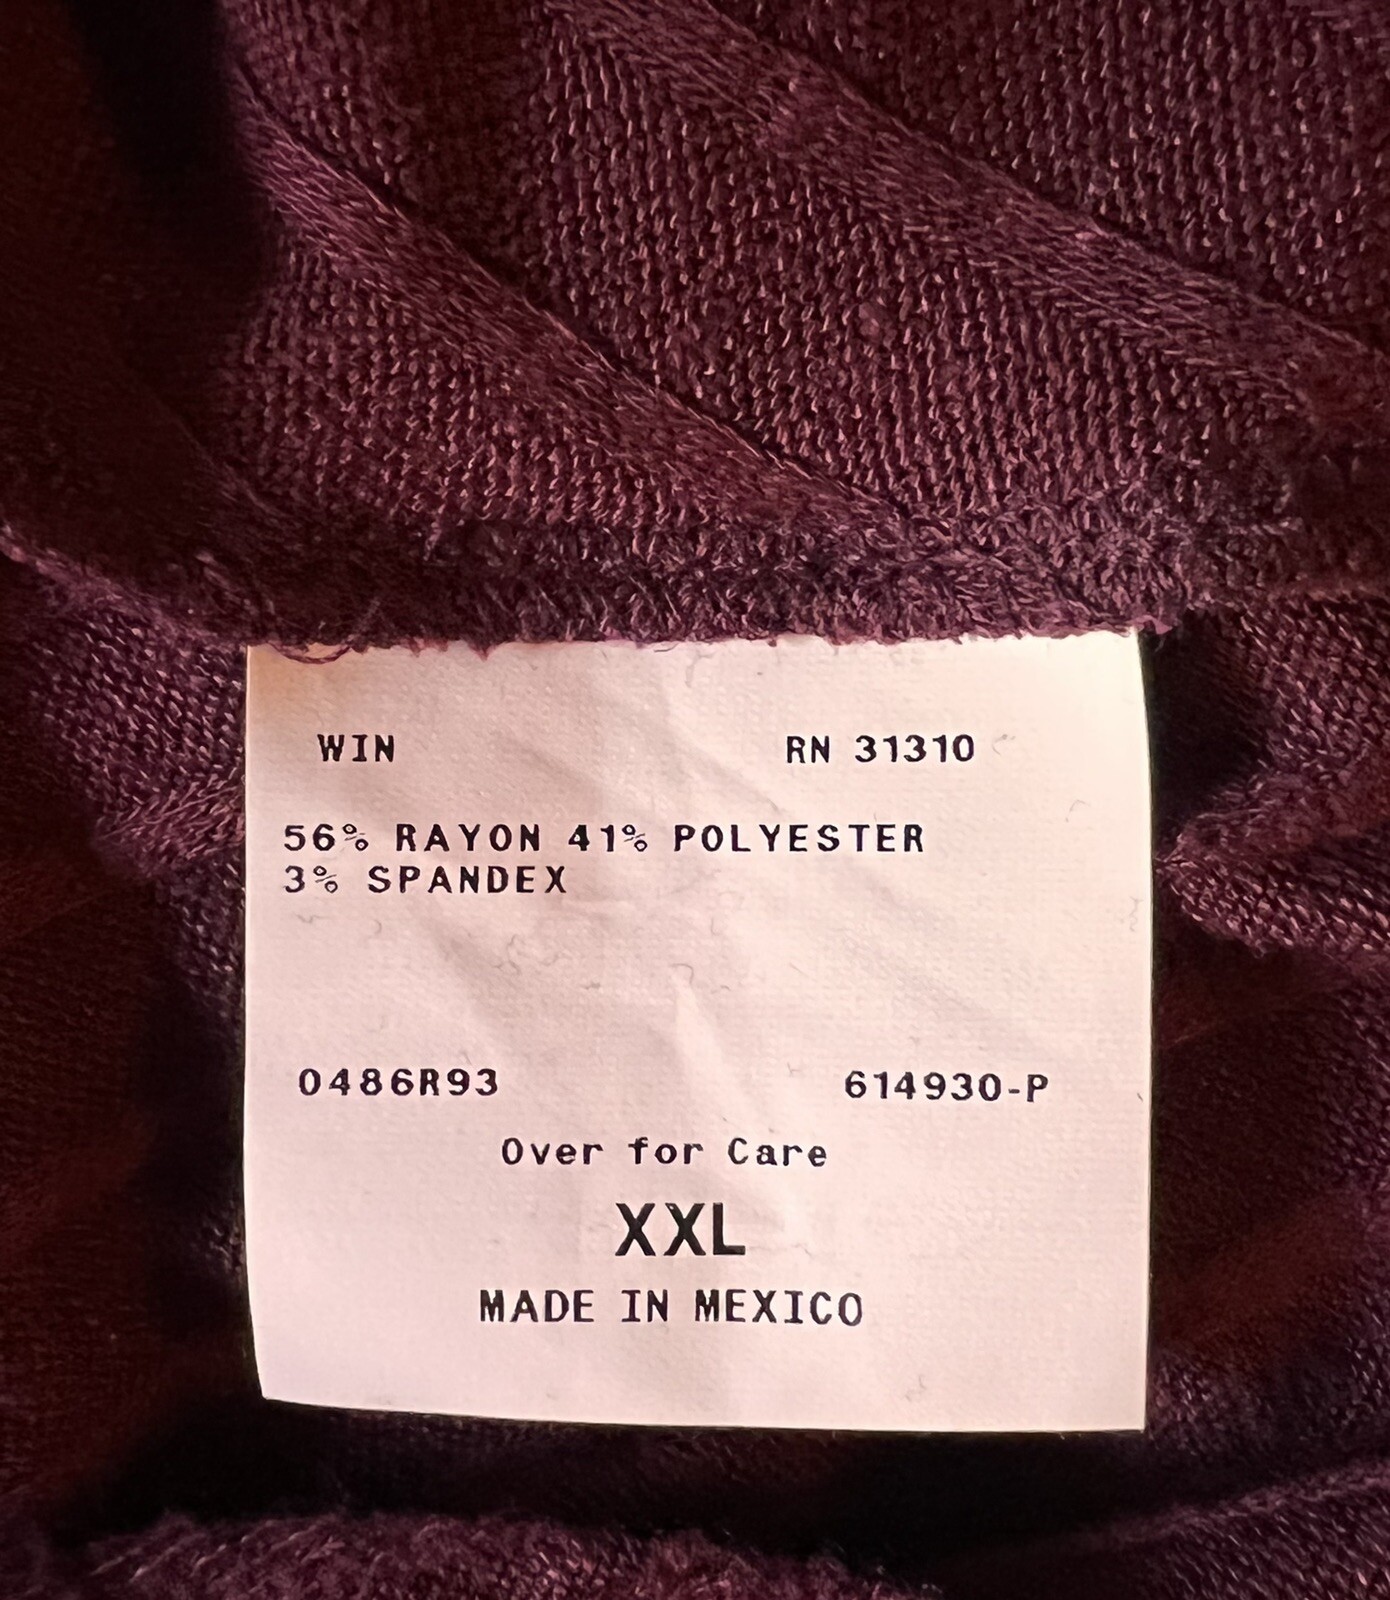 WIN RN 31310
56% RAYON 41% POLYESTER
3% SPANDEX
0486R93 614930-P
Over for Care
XXL
MADE IN MEXICO